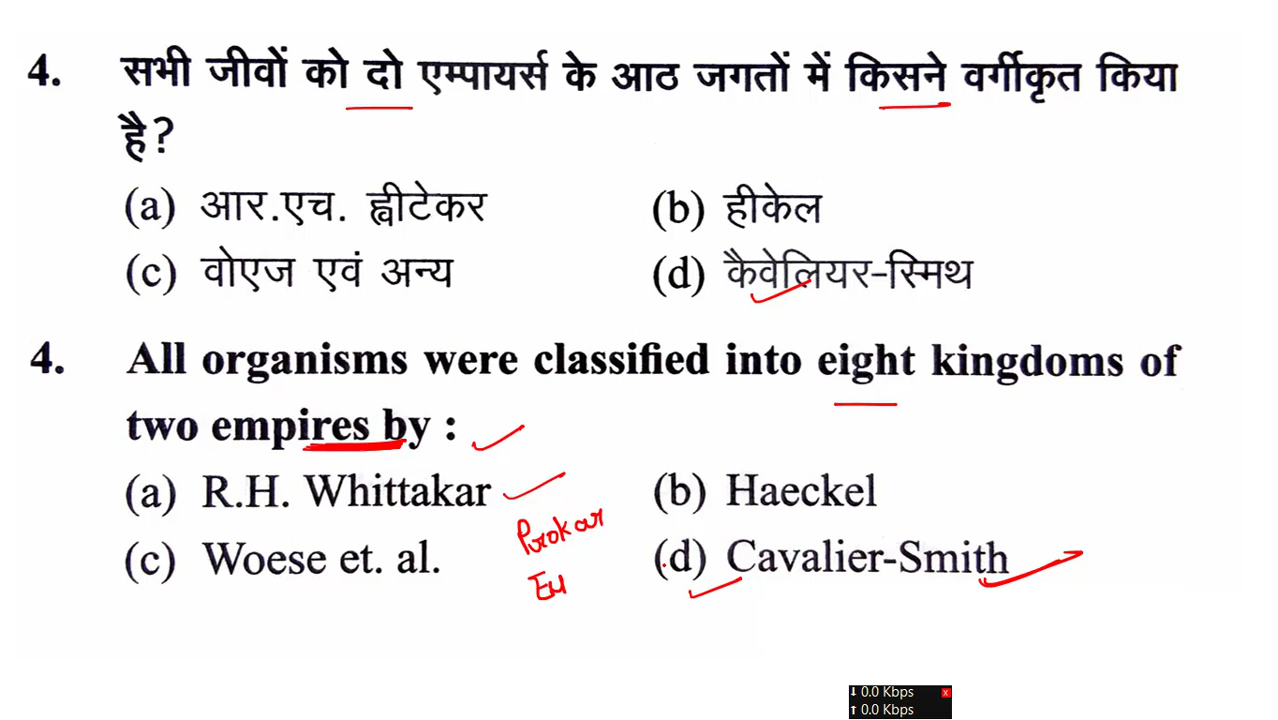 4. सभी जीवों को दो एम्पायर्स के आठ जगतों में किसने वर्गीकृत किया
है?
(a) आर.एच. ह्वीटेकर (b) हीकेल
(c) वोएज एवं अन्य (d) कैवेलियर-स्मिथ
4. All organisms were classified into eight kingdoms of
two empires by :
(a) R.H. Whittakar (b) Haeckel
Prokar
(c) Woese et. al. (d) Cavalier-Smith
Eu
↓ 0.0 Kbps x
↑ 0.0 Kbps